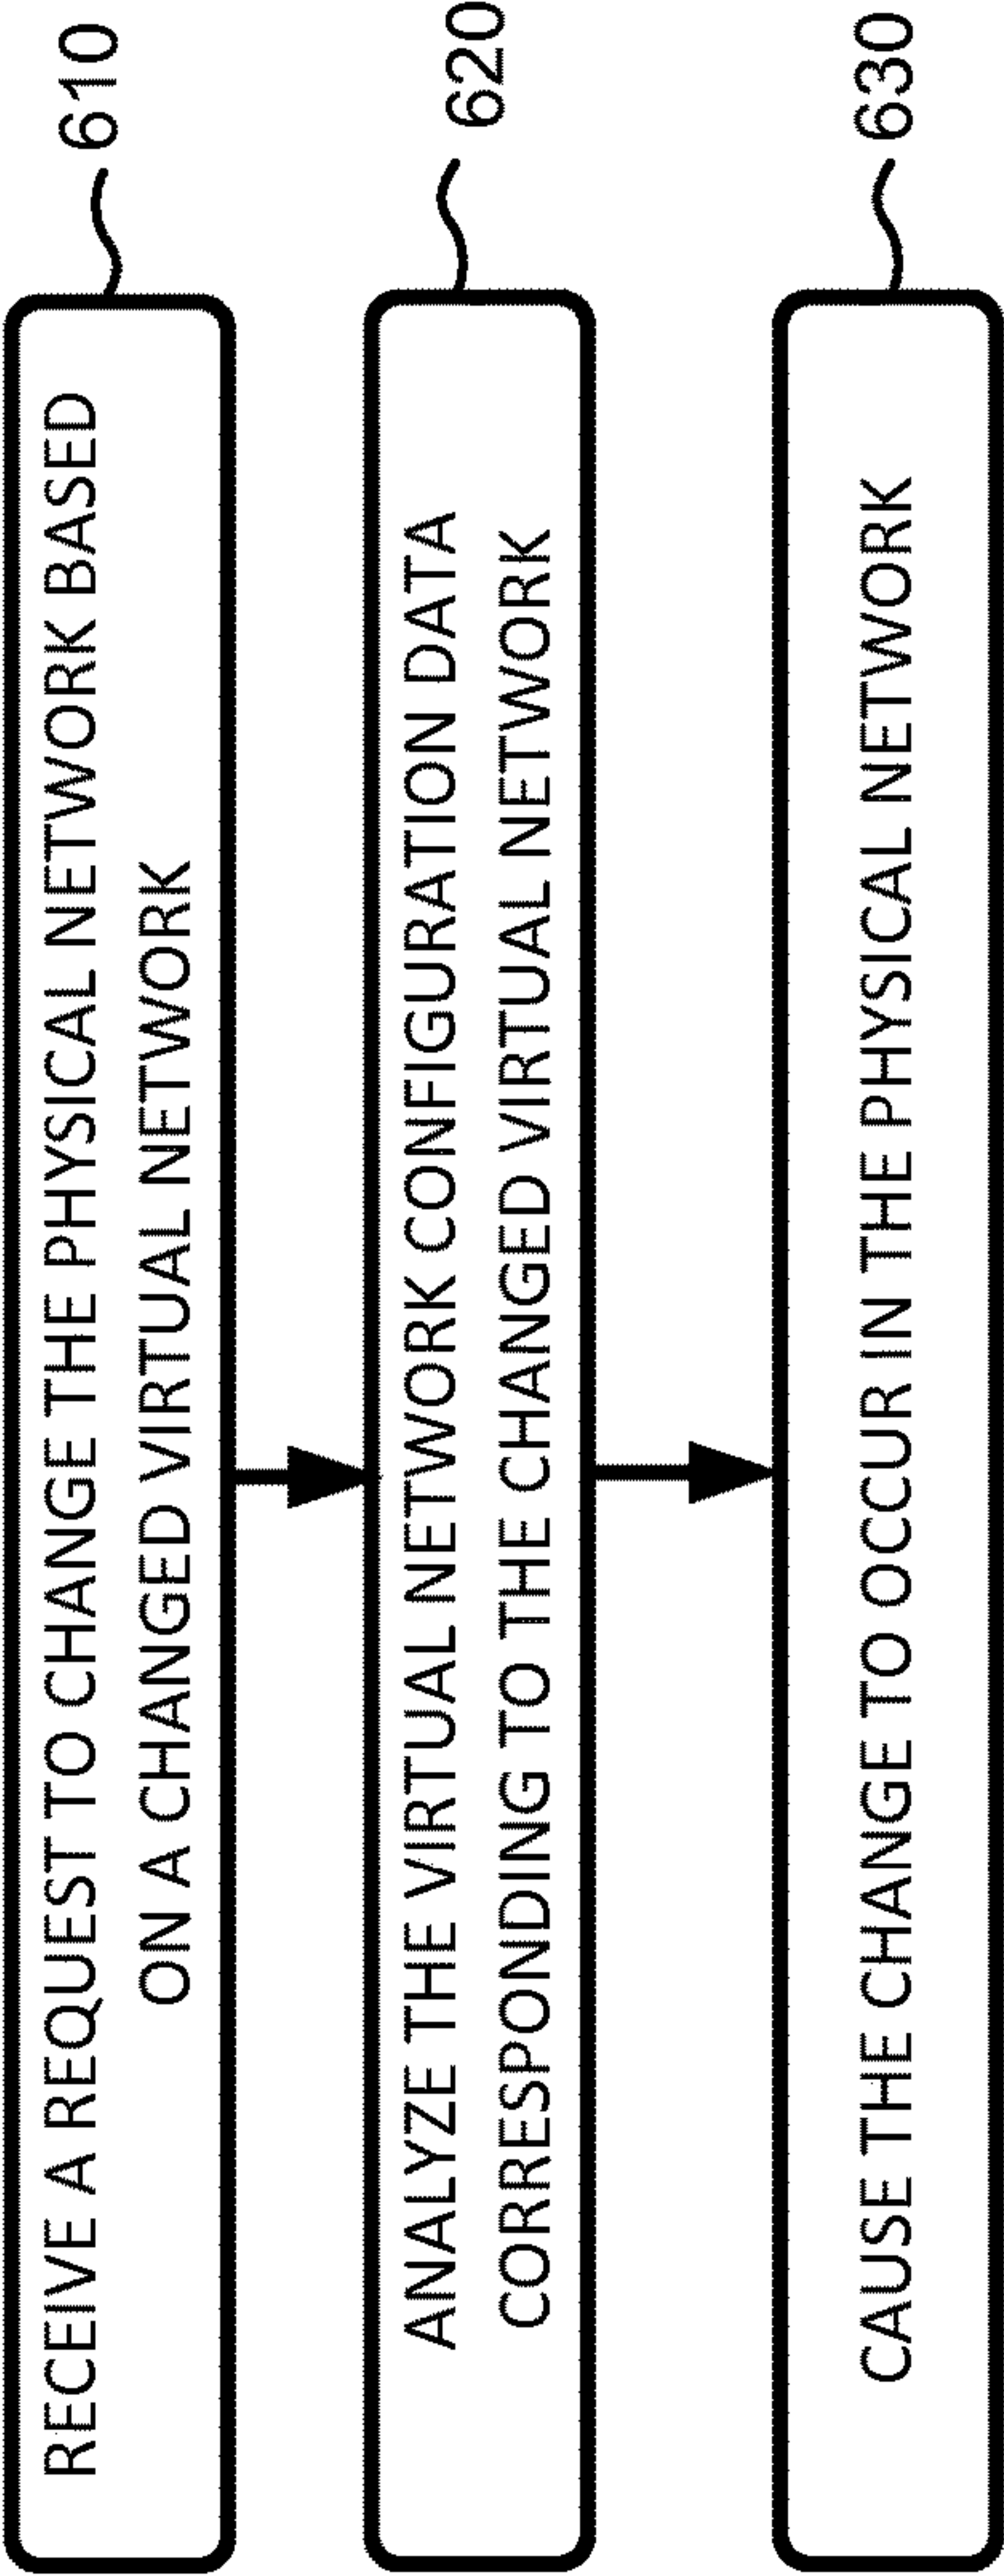 RECEIVE A REQUEST TO CHANGE THE PHYSICAL NETWORK BASED
ON A CHANGED VIRTUAL NETWORK
610
ANALYZE THE VIRTUAL NETWORK CONFIGURATION DATA
CORRESPONDING TO THE CHANGED VIRTUAL NETWORK
620
CAUSE THE CHANGE TO OCCUR IN THE PHYSICAL NETWORK
630